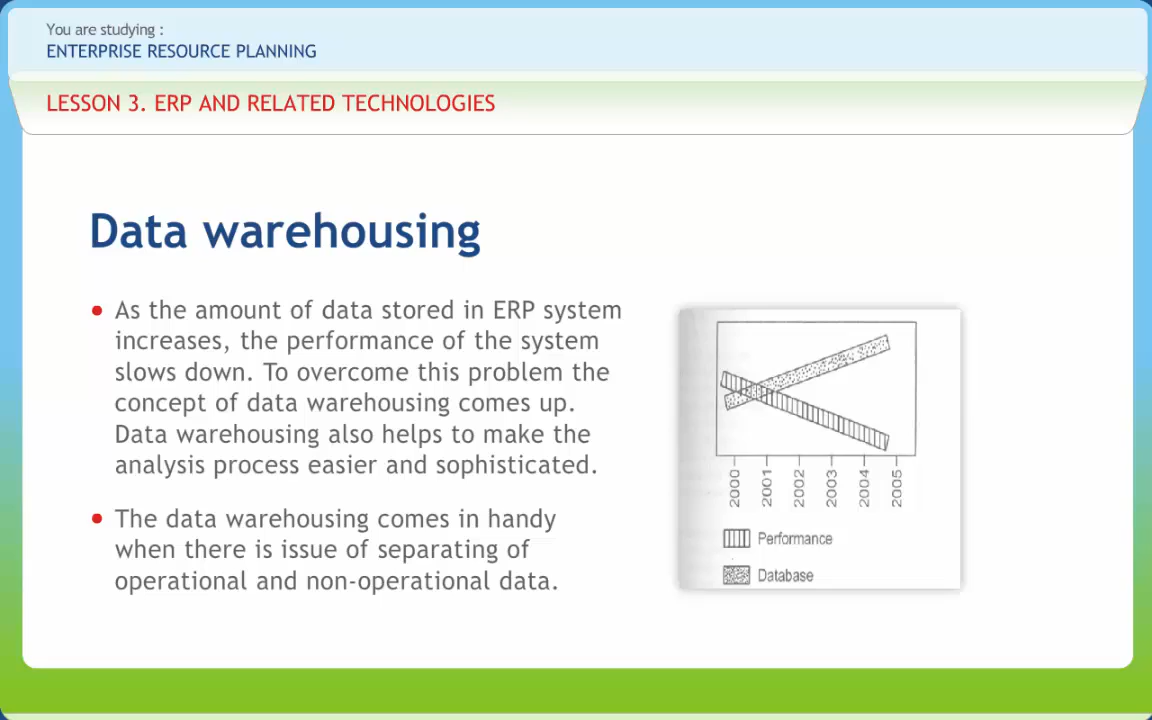 You are studying :
ENTERPRISE RESOURCE PLANNING
LESSON 3. ERP AND RELATED TECHNOLOGIES
Data warehousing
• As the amount of data stored in ERP system
increases, the performance of the system
slows down. To overcome this problem the
concept of data warehousing comes up.
Data warehousing also helps to make the
analysis process easier and sophisticated.
• The data warehousing comes in handy
when there is issue of separating of
operational and non-operational data.
2000
2001
2002
2003
2004
2005
Performance
Database